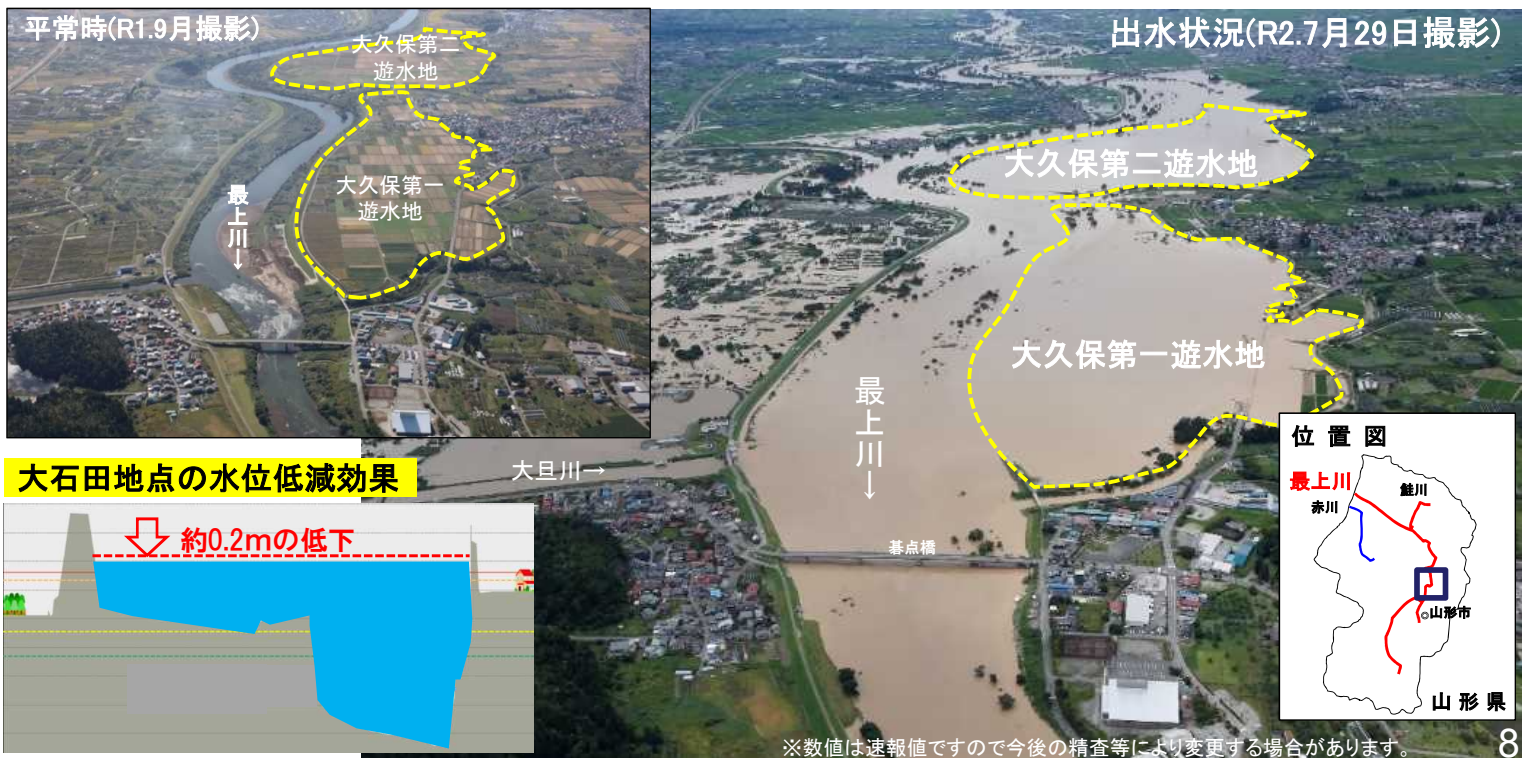 平常時(R1.9月撮影)
大久保第二
遊水地
大久保第一
遊水地
最上川↓
出水状況(R2.7月29日撮影)
大久保第二遊水地
大久保第一遊水地
最上川↓
大旦川→
碁点橋
大石田地点の水位低減効果
約0.2mの低下
位置図
最上川
鮭川
赤川
◎山形市
山形県
※数値は速報値ですので今後の精査等により変更する場合があります。
8